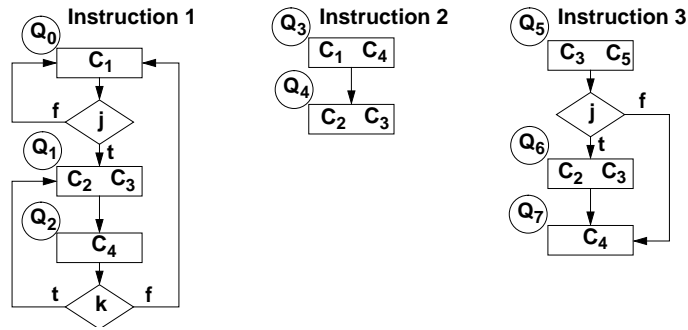 Instruction 1
Q0
C1
f
j
t
Q1
C2 C3
Q2
C4
t
k
f
Instruction 2
Q3
C1 C4
Q4
C2 C3
Instruction 3
Q5
C3 C5
j
f
t
Q6
C2 C3
Q7
C4